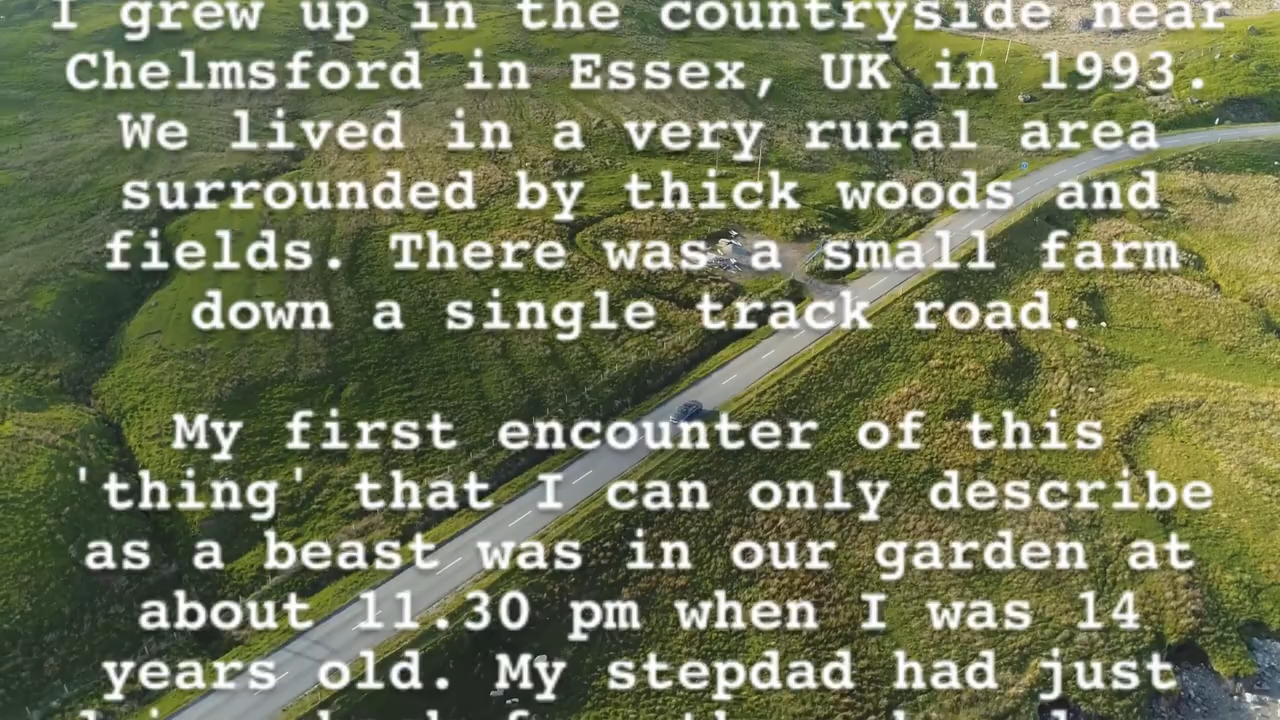 I grew up in the countryside near
Chelmsford in Essex, UK in 1993.
We lived in a very rural area
surrounded by thick woods and
fields. There was a small farm
down a single track road.
My first encounter of this
'thing' that I can only describe
as a beast was in our garden at
about 11.30 pm when I was 14
years old. My stepdad had just